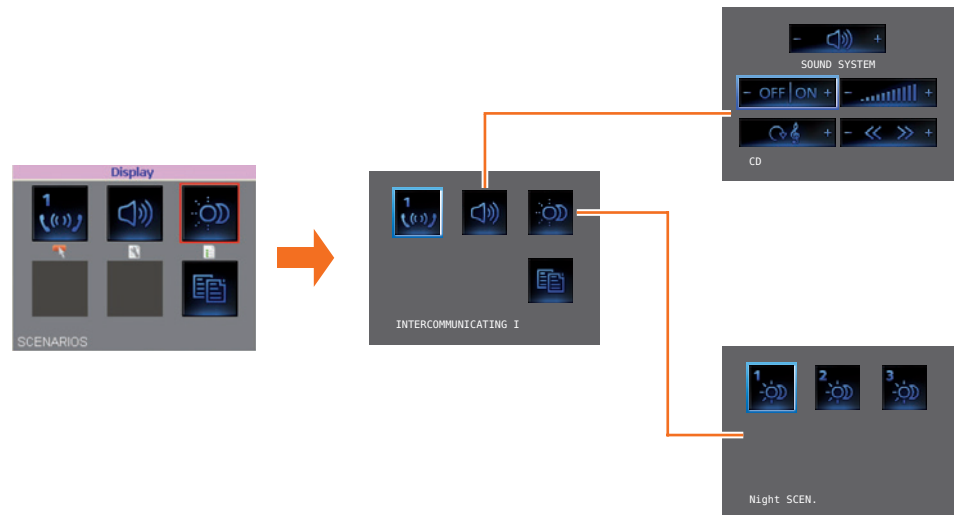 Display
1
SCENARIOS
1
INTERCOMMUNICATING I
- +
SOUND SYSTEM
- OFF | ON +
- +
+
- << >> +
CD
1
2
3
Night SCEN.